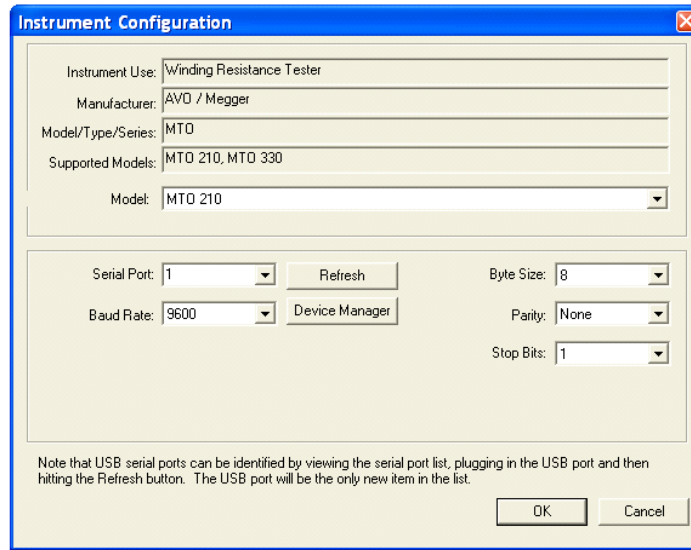 Instrument Configuration
Instrument Use: Winding Resistance Tester
Manufacturer: AVO / Megger
Model/Type/Series: MTO
Supported Models: MTO 210, MTO 330
Model: MTO 210
Serial Port: 1 Refresh Byte Size: 8
Baud Rate: 9600 Device Manager Parity: None
Stop Bits: 1
Note that USB serial ports can be identified by viewing the serial port list, plugging in the USB port and then
hitting the Refresh button. The USB port will be the only new item in the list.
OK Cancel